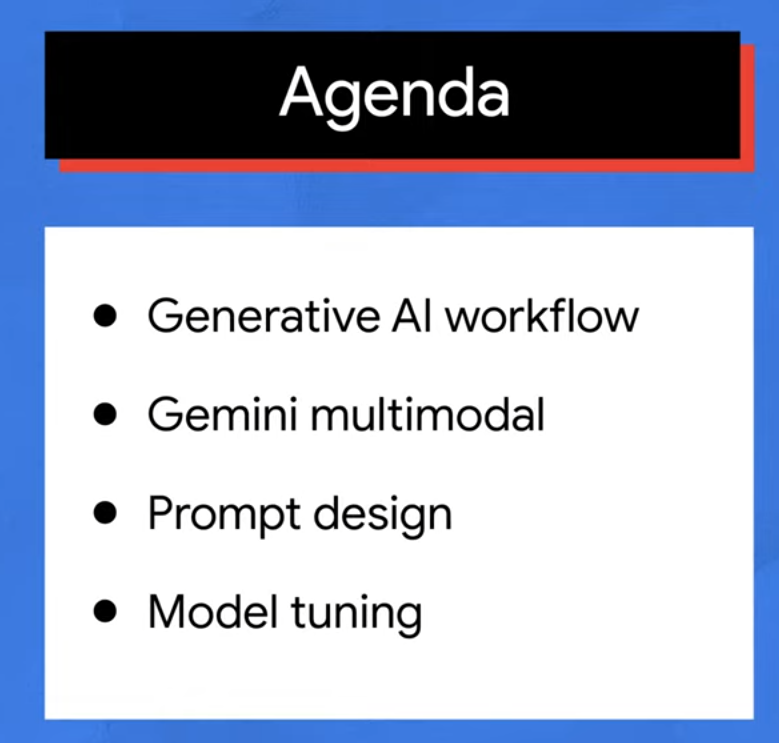 Agenda
● Generative AI workflow
● Gemini multimodal
● Prompt design
● Model tuning